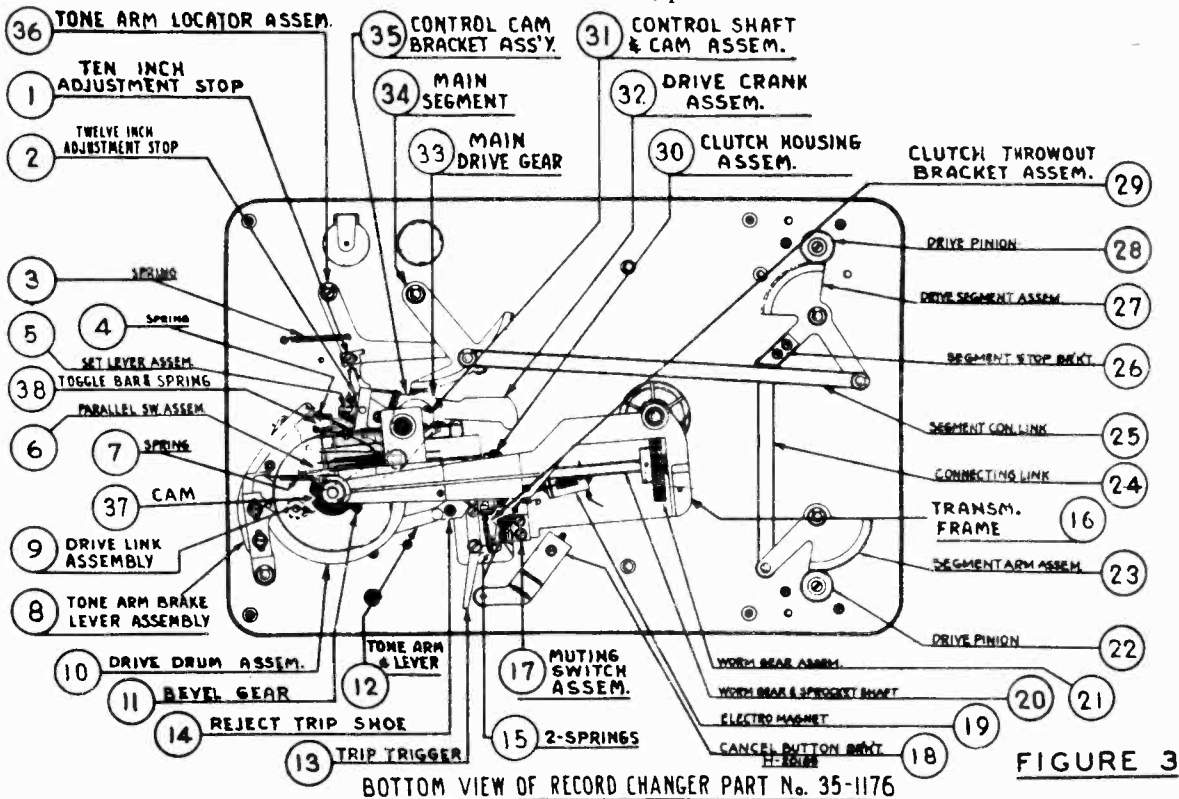 36 TONE ARM LOCATOR ASSEM.
35 CONTROL CAM
BRACKET ASS'Y.
31 CONTROL SHAFT
& CAM ASSEM.
1 TEN INCH
ADJUSTMENT STOP
34 MAIN
SEGMENT
32 DRIVE CRANK
ASSEM.
2 TWELVE INCH
ADJUSTMENT STOP
33 MAIN
DRIVE GEAR
30 CLUTCH HOUSING
ASSEM.
CLUTCH THROWOUT
BRACKET ASSEM. 29
DRIVE PINION 28
3 SPRING
DRIVE SEGMENT ASSEM. 27
4 SPRING
5 SET LEVER ASSEM.
SEGMENT STOP BRKT. 26
38 TOGGLE BAR & SPRING
6 PARALLEL SW. ASSEM.
SEGMENT CON. LINK 25
7 SPRING
CONNECTING LINK 24
37 CAM
TRANSM.
FRAME 16
9 DRIVE LINK
ASSEMBLY
SEGMENT ARM ASSEM. 23
8 TONE ARM BRAKE
LEVER ASSEMBLY
DRIVE PINION 22
10 DRIVE DRUM ASSEM.
12 TONE ARM
& LEVER
17 MUTING
SWITCH
ASSEM.
WORM GEAR ASSEM. 21
11 BEVEL GEAR
WORM GEAR & SPROCKET SHAFT 20
14 REJECT TRIP SHOE
ELECTRO MAGNET 19
13 TRIP TRIGGER
15 2-SPRINGS
CANCEL BUTTON BRKT. 18
FIGURE 3
BOTTOM VIEW OF RECORD CHANGER PART No. 35-1176